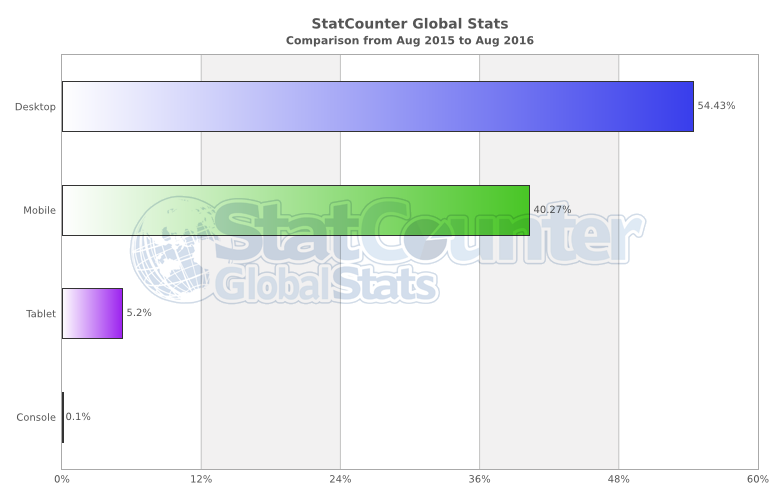 StatCounter Global Stats
Comparison from Aug 2015 to Aug 2016
Desktop
54.43%
Mobile
40.27%
StatCounter
GlobalStats
Tablet
5.2%
Console
0.1%
0%
12%
24%
36%
48%
60%